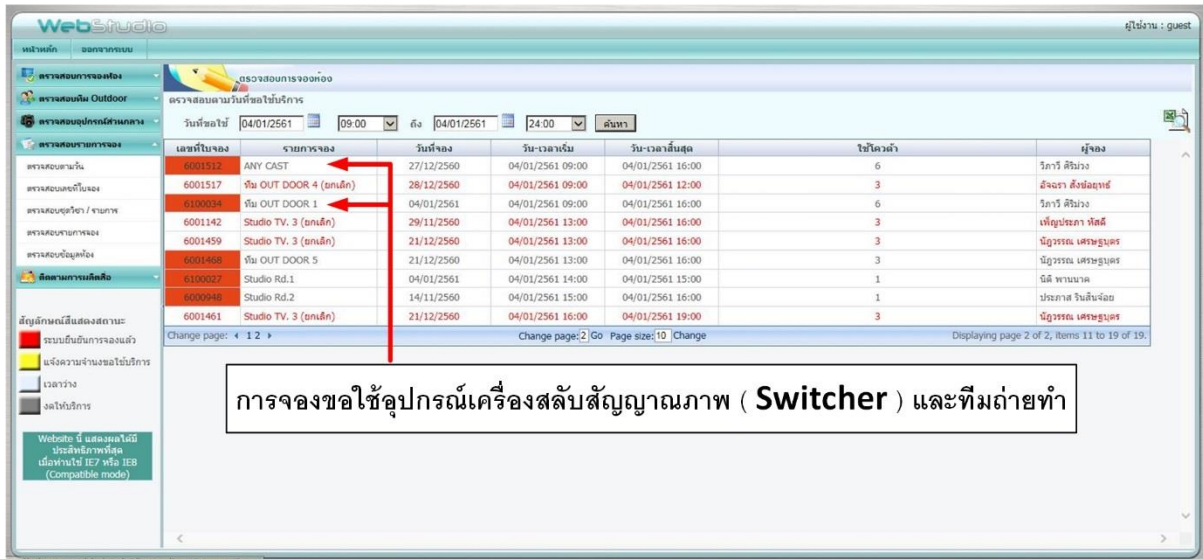 WebStudio
ผู้ใช้งาน : guest
หน้าหลัก ออกจากระบบ
ตรวจสอบการจองห้อง
ตรวจสอบทีม Outdoor
ตรวจสอบอุปกรณ์ส่วนกลาง
ตรวจสอบรายการจอง
ตรวจสอบตามวัน
ตรวจสอบเลขที่ใบจอง
ตรวจสอบชุดวิชา / รายการ
ตรวจสอบรายการจอง
ตรวจสอบข้อมูลห้อง
ติดตามการผลิตสื่อ
สัญลักษณ์สีแสดงสถานะ
ระบบยืนยันการจองแล้ว
แจ้งความจำนงขอใช้บริการ
เวลาว่าง
งดให้บริการ
Website นี้ แสดงผลได้มี
ประสิทธิภาพที่สุด
เมื่อท่านใช้ IE7 หรือ IE8
(Compatible mode)
ตรวจสอบการจองห้อง
ตรวจสอบตามวันที่ขอใช้บริการ
วันที่ขอใช้ 04/01/2561 09:00 ถึง 04/01/2561 24:00 ค้นหา
เลขที่ใบจอง รายการจอง วันที่จอง วัน-เวลาเริ่ม วัน-เวลาสิ้นสุด ใช้โควต้า ผู้จอง
6001512 ANY CAST 27/12/2560 04/01/2561 09:00 04/01/2561 16:00 6 วิภาวี ศิริม่วง
6001517 ทีม OUT DOOR 4 (ยกเลิก) 28/12/2560 04/01/2561 09:00 04/01/2561 12:00 3 อัจฉรา
6100034 ทีม OUT DOOR 1 04/01/2561 04/01/2561 09:00 04/01/2561 16:00 6 วิภาวี ศิริม่วง
6001142 Studio TV. 3 (ยกเลิก) 29/11/2560 04/01/2561 13:00 04/01/2561 16:00 3 เพ็ญประภา หัสดี
6001459 Studio TV. 3 (ยกเลิก) 21/12/2560 04/01/2561 13:00 04/01/2561 16:00 3 นัฎวรรณ เศรษฐบุตร
6001468 ทีม OUT DOOR 5 21/12/2560 04/01/2561 13:00 04/01/2561 16:00 3 นัฎวรรณ เศรษฐบุตร
6100027 Studio Rd.1 04/01/2561 04/01/2561 14:00 04/01/2561 15:00 1 นิติ พานนาค
6000948 Studio Rd.2 14/11/2560 04/01/2561 15:00 04/01/2561 16:00 1 ประภาส รินสินจ้อย
6001461 Studio TV. 3 (ยกเลิก) 21/12/2560 04/01/2561 16:00 04/01/2561 19:00 3 นัฎวรรณ เศรษฐบุตร
Change page: 1 2 Change page: 2 Go Page size: 10 Change Displaying page 2 of 2, items 11 to 19 of 19.
การจองขอใช้อุปกรณ์เครื่องสลับสัญญาณภาพ ( Switcher ) และทีมถ่ายทำ